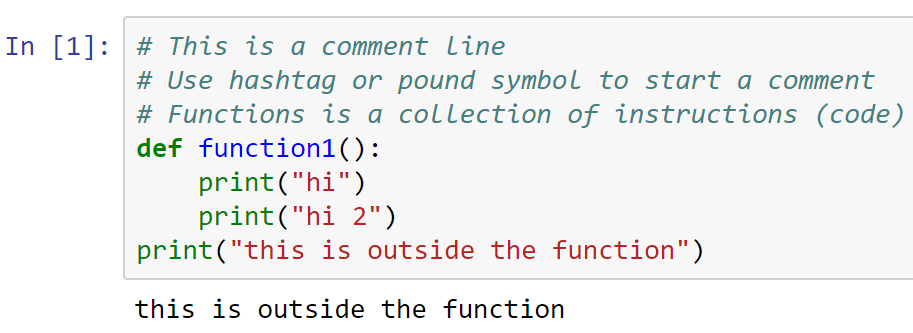 In [1]:
# This is a comment line
# Use hashtag or pound symbol to start a comment
# Functions is a collection of instructions (code)
def function1():
    print("hi")
    print("hi 2")
print("this is outside the function")
this is outside the function